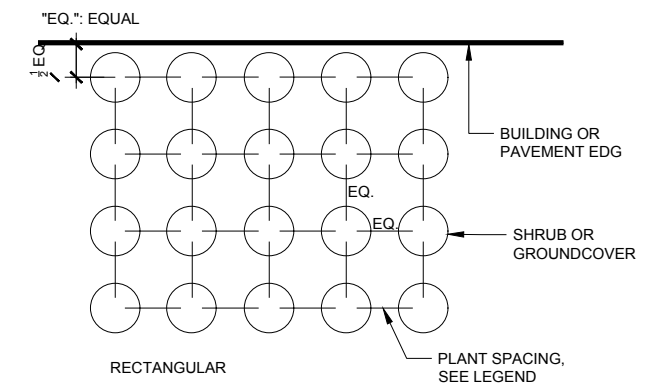 "EQ.": EQUAL
1/2 EQ
BUILDING OR
PAVEMENT EDG
EQ.
EQ.
SHRUB OR
GROUNDCOVER
PLANT SPACING,
SEE LEGEND
RECTANGULAR